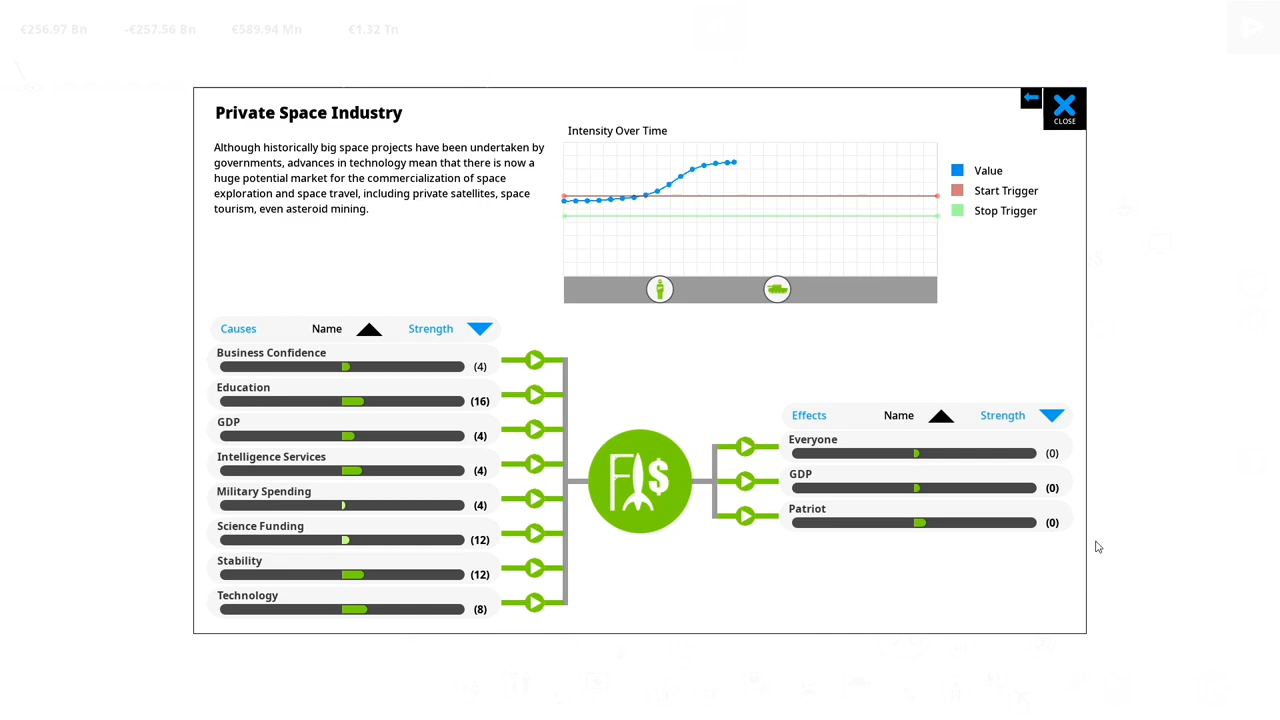 €256.97 Bn -€257.56 Bn €589.94 Mn €1.32 Tn
Private Space Industry
CLOSE
Although historically big space projects have been undertaken by
governments, advances in technology mean that there is now a
huge potential market for the commercialization of space
exploration and space travel, including private satellites, space
tourism, even asteroid mining.
Intensity Over Time
Value
Start Trigger
Stop Trigger
Causes Name Strength
Business Confidence
(4)
Education
(16)
GDP
(4)
Intelligence Services
(4)
Military Spending
(4)
Science Funding
(12)
Stability
(12)
Technology
(8)
$
Effects Name Strength
Everyone
(0)
GDP
(0)
Patriot
(0)